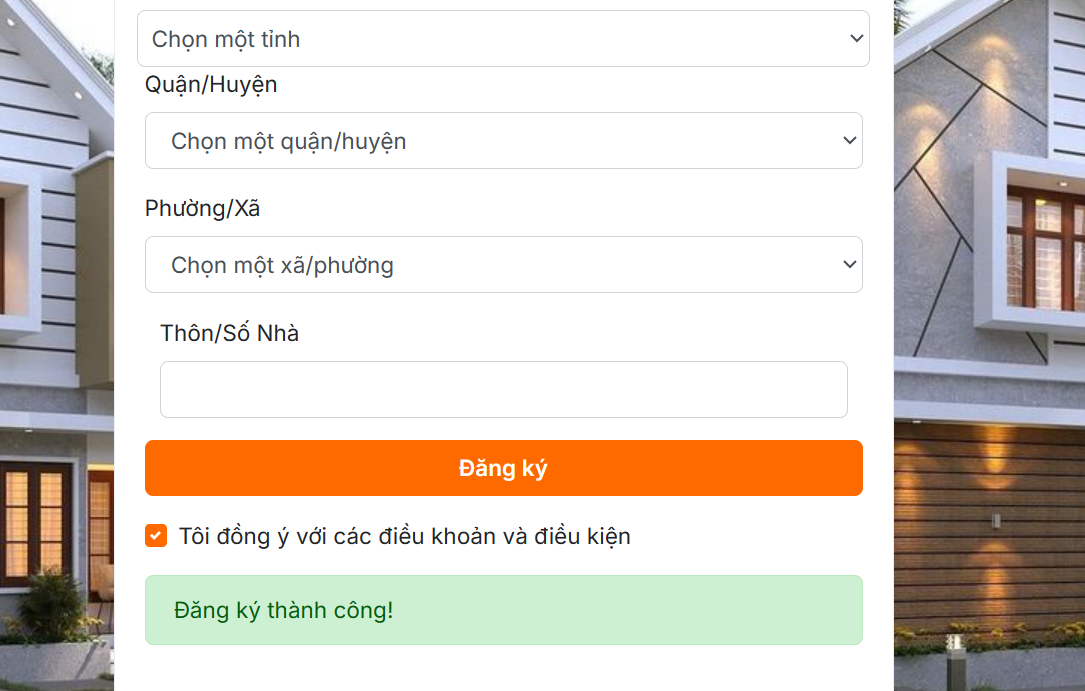 Chọn một tỉnh
Quận/Huyện
Chọn một quận/huyện
Phường/Xã
Chọn một xã/phường
Thôn/Số Nhà
Đăng ký
Tôi đồng ý với các điều khoản và điều kiện
Đăng ký thành công!